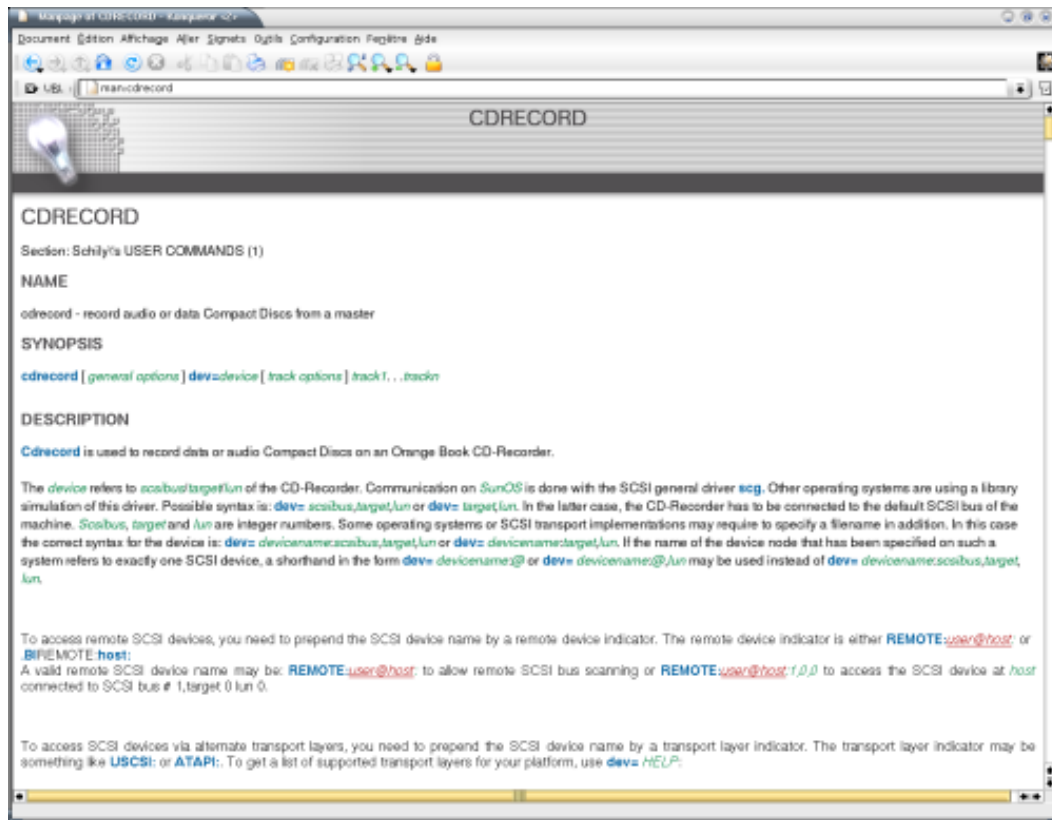 Manpage of CDRECORD - Konqueror <2>
Document Édition Affichage Aller Signets Outils Configuration Fenêtre Aide
URL : man:cdrecord
CDRECORD
CDRECORD
Section: Schily\'s USER COMMANDS (1)
NAME
cdrecord - record audio or data Compact Discs from a master
SYNOPSIS
cdrecord [ general options ] dev=device [ track options ] track1. . .trackn
DESCRIPTION
Cdrecord is used to record data or audio Compact Discs on an Orange Book CD-Recorder.
The device refers to scsibus/target/lun of the CD-Recorder. Communication on SunOS is done with the SCSI general driver scg. Other operating systems are using a library
simulation of this driver. Possible syntax is: dev= scsibus,target,lun or dev= target,lun. In the latter case, the CD-Recorder has to be connected to the default SCSI bus of the
machine. Scsibus, target and lun are integer numbers. Some operating systems or SCSI transport implementations may require to specify a filename in addition. In this case
the correct syntax for the device is: dev= devicename:scsibus,target,lun or dev= devicename:target,lun. If the name of the device node that has been specified on such a
system refers to exactly one SCSI device, a shorthand in the form dev= devicename:@ or dev= devicename:@,lun may be used instead of dev= devicename:scsibus,target,
lun.
To access remote SCSI devices, you need to prepend the SCSI device name by a remote device indicator. The remote device indicator is either REMOTE:user@host: or
.BIREMOTE:host:
A valid remote SCSI device name may be: REMOTE:user@host: to allow remote SCSI bus scanning or REMOTE:user@host:1,0,0 to access the SCSI device at host
connected to SCSI bus # 1,target 0 lun 0.
To access SCSI devices via alternate transport layers, you need to prepend the SCSI device name by a transport layer indicator. The transport layer indicator may be
something like USCSI: or ATAPI:. To get a list of supported transport layers for your platform, use dev= HELP: